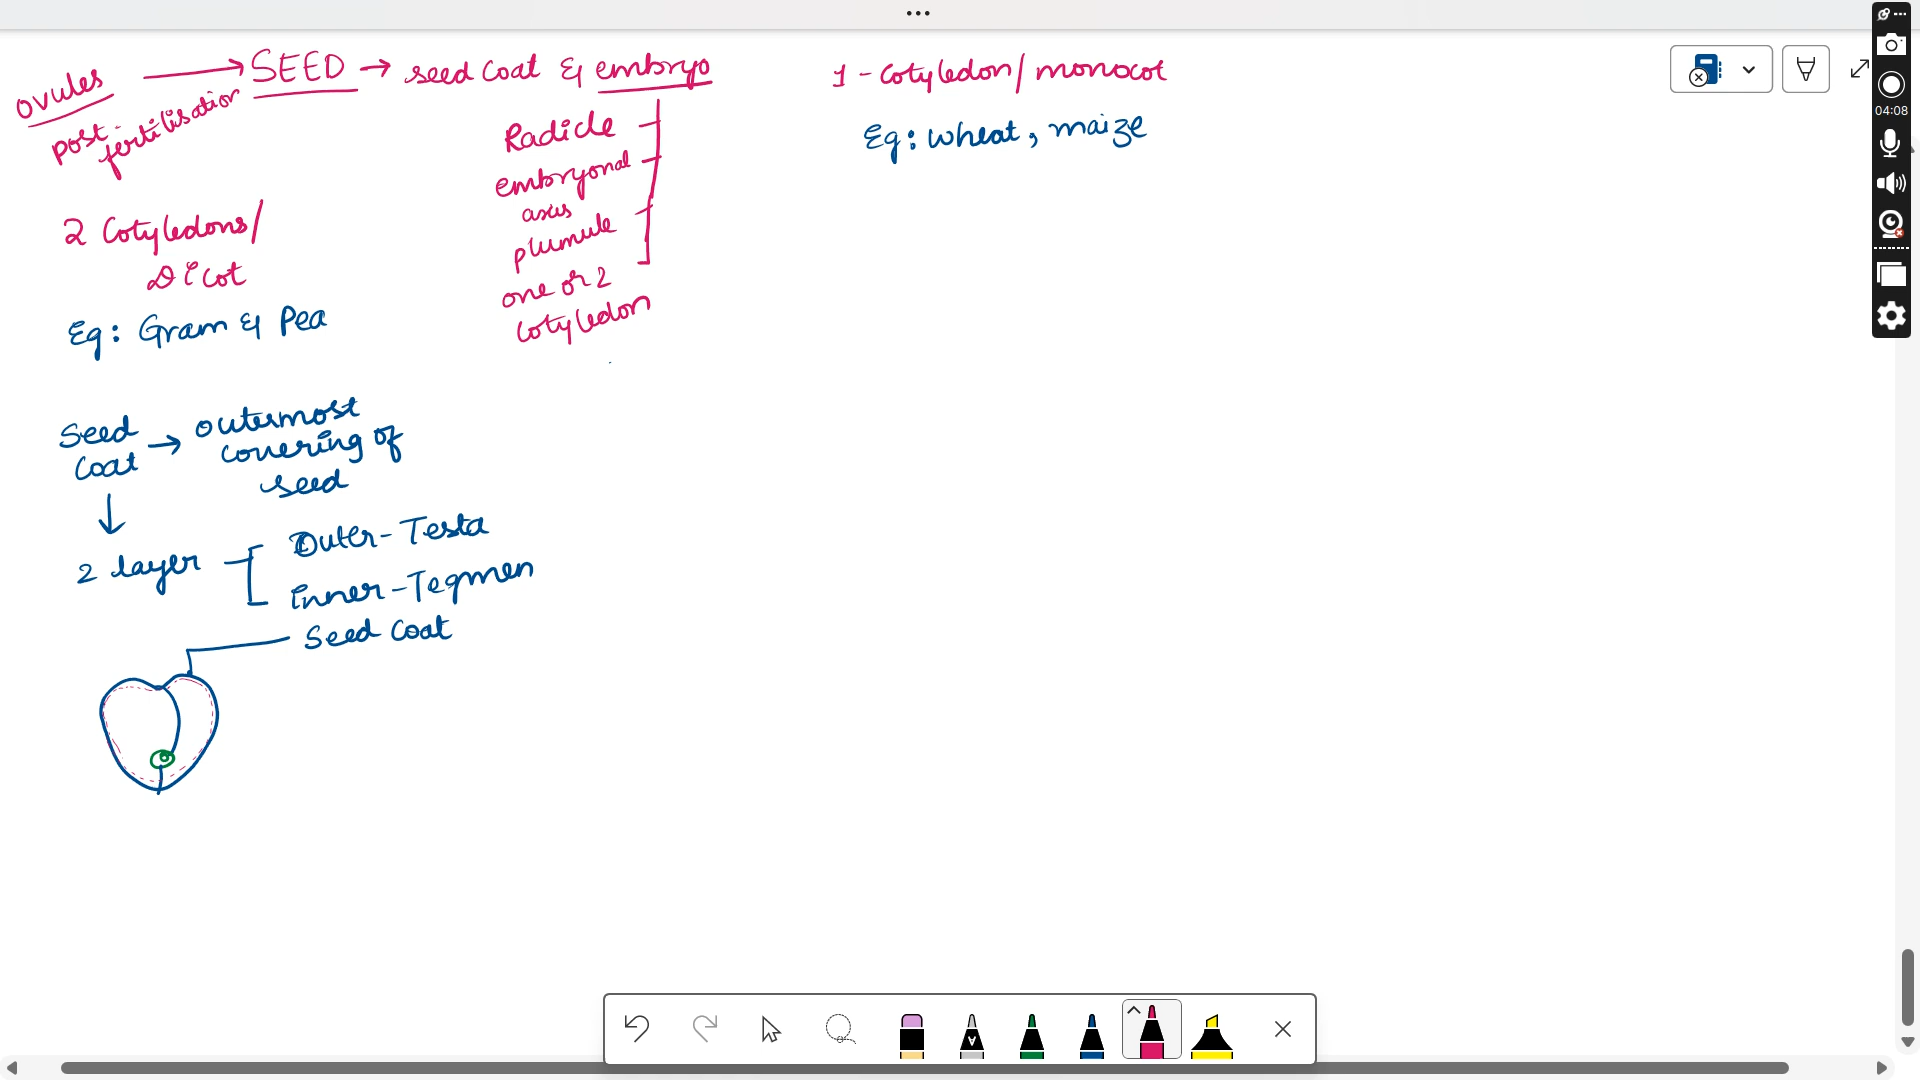 ovules → SEED → seed coat & embryo
post-
fertilisation
Radicle
embryonal
axis
plumule
one or 2
cotyledon
1 - cotyledon/monocot
Eg: wheat, maize
2 Cotyledons/
Dicot
Eg: Gram & Pea
Seed
Coat → outermost
covering of
seed
↓
2 layer
Outer-Testa
Inner-Tegmen
Seed Coat
04:08